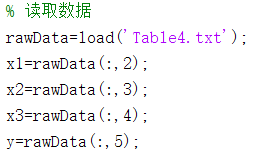 % 读取数据
rawData=load('Table4.txt');
x1=rawData(:,2);
x2=rawData(:,3);
x3=rawData(:,4);
y=rawData(:,5);